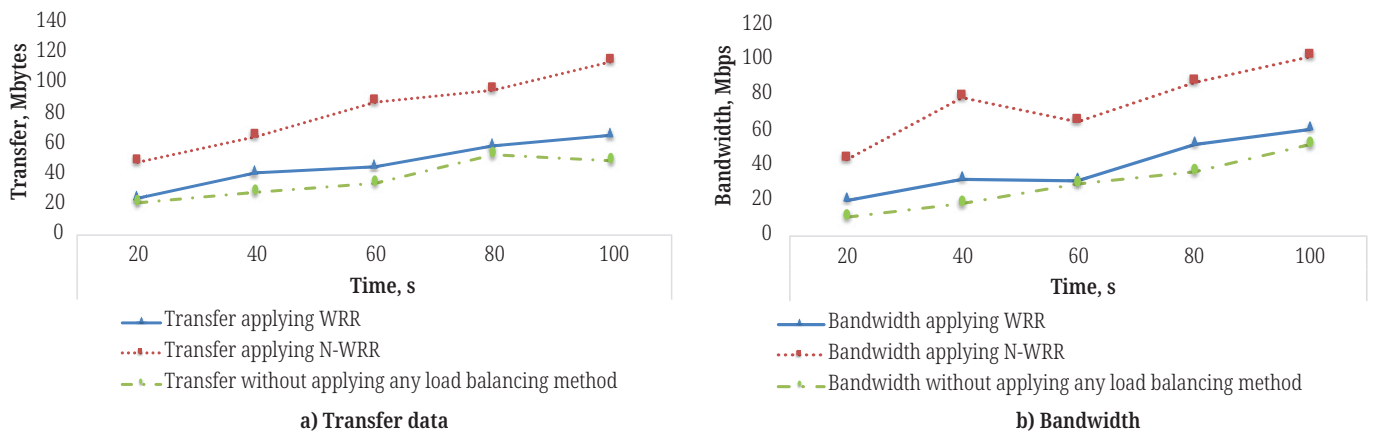 140
120
100
80
60
40
20
0
Transfer, Mbytes
20 40 60 80 100
Time, s
Transfer applying WRR
Transfer applying N-WRR
Transfer without applying any load balancing method
a) Transfer data
120
100
80
60
40
20
0
Bandwidth, Mbps
20 40 60 80 100
Time, s
Bandwidth applying WRR
Bandwidth applying N-WRR
Bandwidth without applying any load balancing method
b) Bandwidth